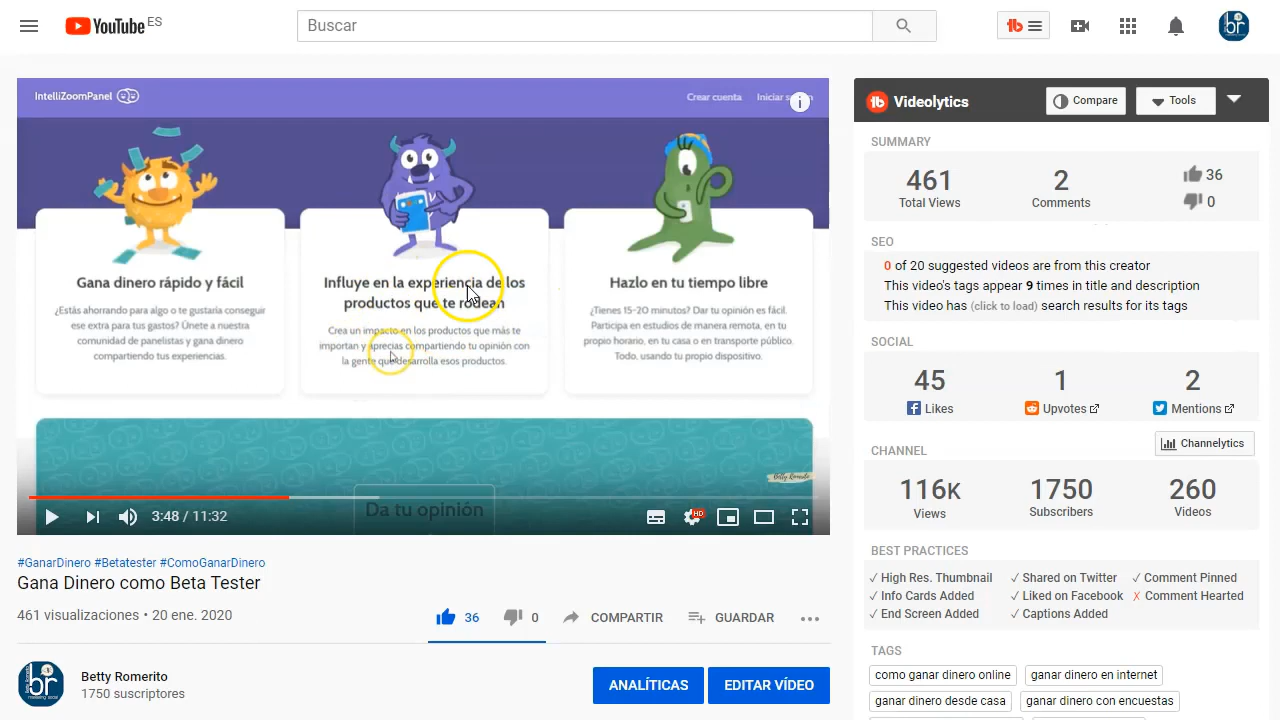 YouTube ES
Buscar
IntelliZoomPanel
Crear cuenta
Gana dinero rápido y fácil
¿Estás ahorrando para algo o te gustaría conseguir
ese extra para tus gastos? Únete a nuestra
comunidad de panelistas y gana dinero
compartiendo tus experiencias.
Influye en la experiencia de los
productos que te rodean
Crea un impacto en los productos que más te
importan y aprecias compartiendo tu opinión con
la gente que desarrolla esos productos.
Hazlo en tu tiempo libre
¿Tienes 15-20 minutos? Dar tu opinión es fácil.
Participa en estudios de manera remota, en tu
propio horario, en tu casa o en transporte público.
Todo, usando tu propio dispositivo.
Betty Romerito
Da tu opinión
3:48 / 11:32
HD
#GanarDinero #Betatester #ComoGanarDinero
Gana Dinero como Beta Tester
461 visualizaciones • 20 ene. 2020
36
0
COMPARTIR
GUARDAR
br
Betty Romerito
1750 suscriptores
ANALÍTICAS
EDITAR VÍDEO
Videolytics
Compare
Tools
SUMMARY
461
Total Views
2
Comments
36
0
SEO
0 of 20 suggested videos are from this creator
This video's tags appear 9 times in title and description
This video has (click to load) search results for its tags
SOCIAL
45
Likes
1
Upvotes
2
Mentions
CHANNEL
Channelytics
116K
Views
1750
Subscribers
260
Videos
BEST PRACTICES
✓ High Res. Thumbnail ✓ Shared on Twitter ✓ Comment Pinned
✓ Info Cards Added ✓ Liked on Facebook X Comment Hearted
✓ End Screen Added ✓ Captions Added
TAGS
como ganar dinero online
ganar dinero en internet
ganar dinero desde casa
ganar dinero con encuestas